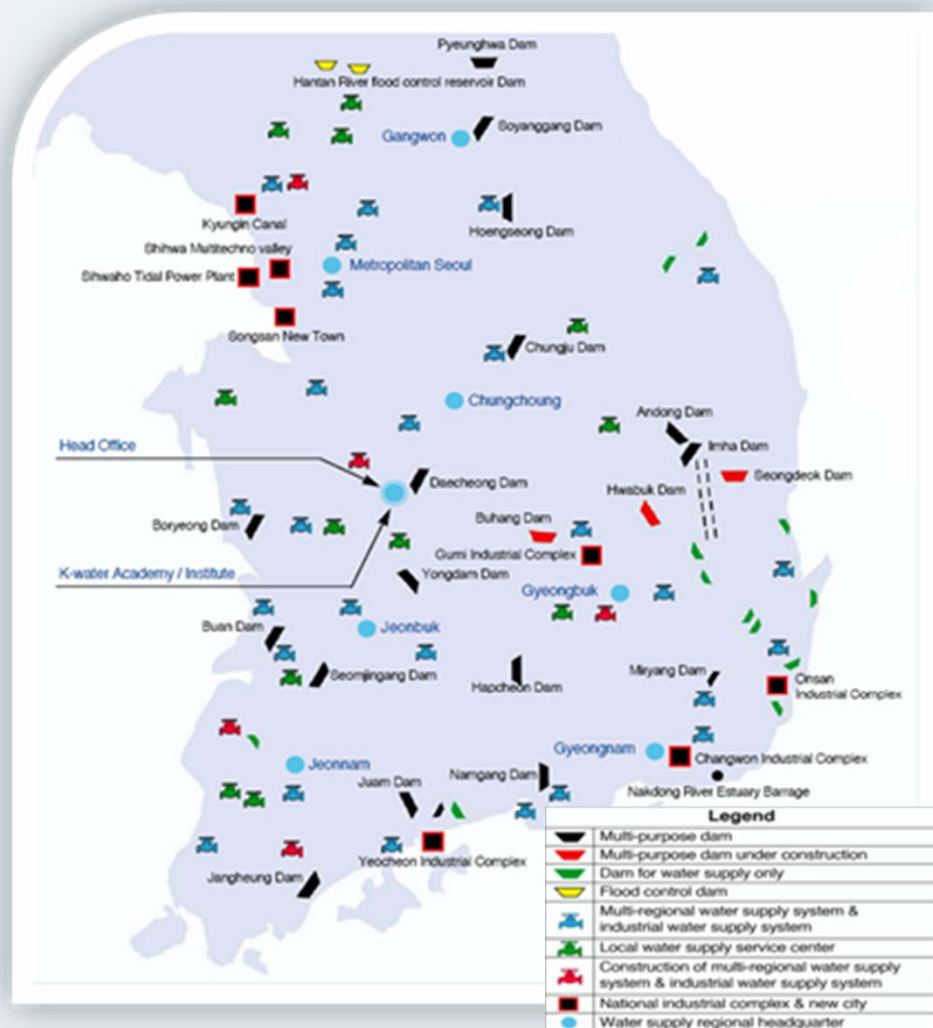 Pyeunghwa Dam
Hantan River flood control reservoir Dam
Gangwon
Soyanggang Dam
Kyungin Canal
Hoengseong Dam
Shihwa Multitechno valley
Metropolitan Seoul
Sihwaho Tidal Power Plant
Songsan New Town
Chungju Dam
Chungchoung
Andong Dam
Head Office
Imha Dam
Daecheong Dam
Seongdeok Dam
Hwabuk Dam
Boryeong Dam
Buhang Dam
Gumi Industrial Complex
K-water Academy / Institute
Yongdam Dam
Gyeongbuk
Buan Dam
Jeonbuk
Seomjingang Dam
Hapcheon Dam
Miryang Dam
Onsan
Industrial Complex
Gyeongnam
Changwon Industrial Complex
Jeonnam
Juam Dam
Namgang Dam
Nakdong River Estuary Barrage
Yeocheon Industrial Complex
Jangheung Dam
Legend
Multi-purpose dam
Multi-purpose dam under construction
Dam for water supply only
Flood control dam
Multi-regional water supply system &
industrial water supply system
Local water supply service center
Construction of multi-regional water supply
system & industrial water supply system
National industrial complex & new city
Water supply regional headquarter